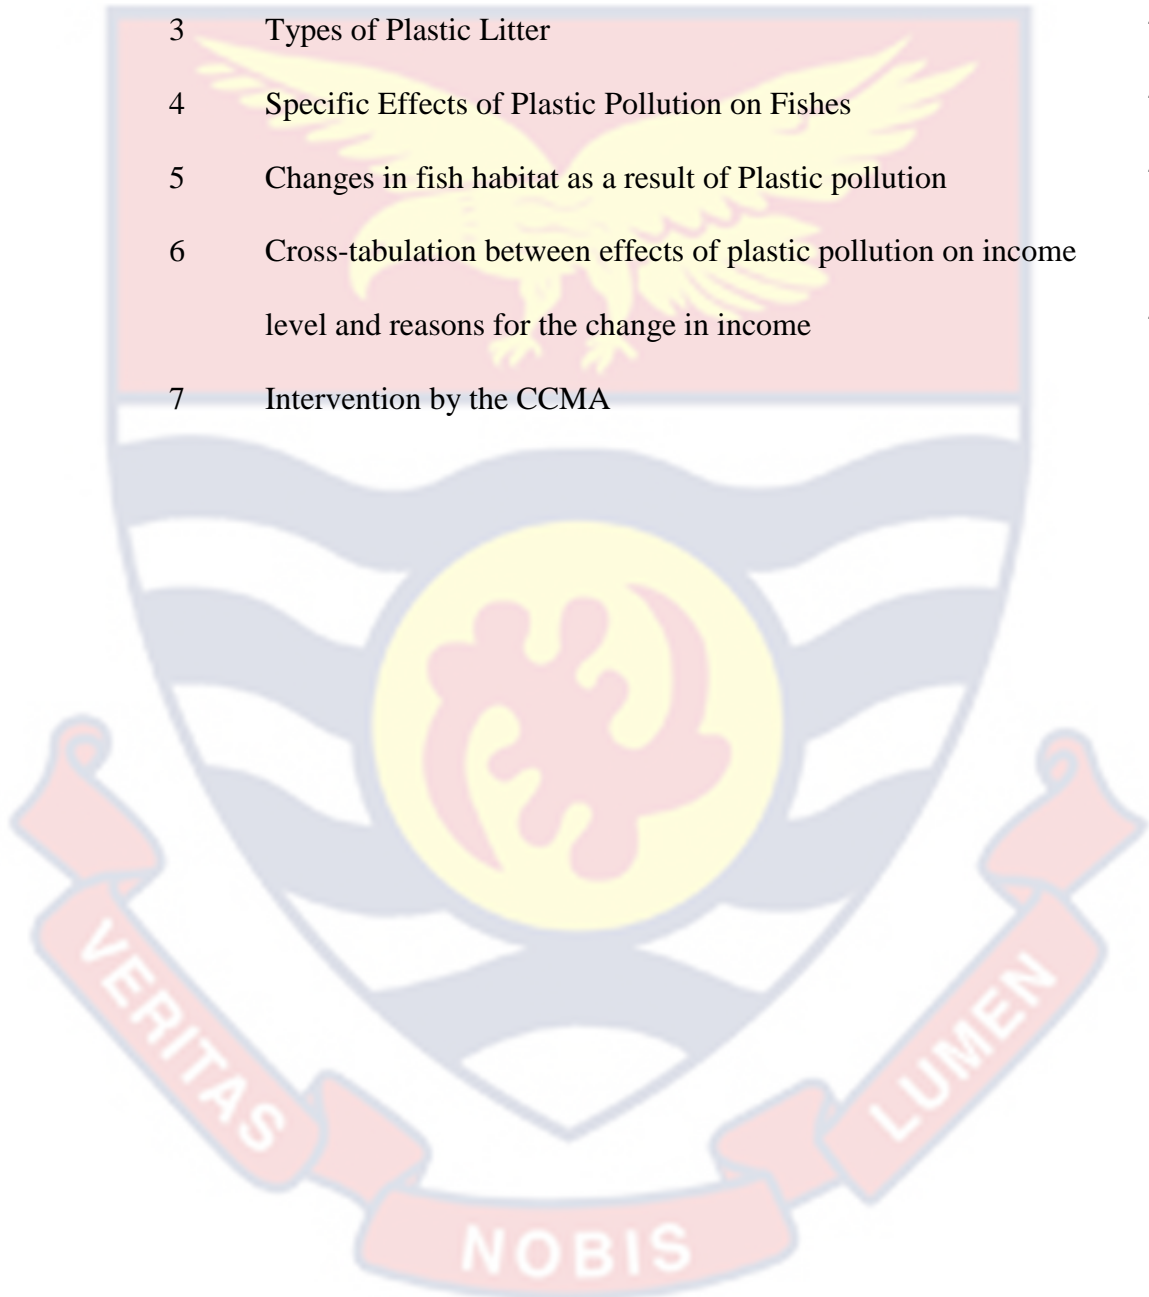 3 Types of Plastic Litter
4 Specific Effects of Plastic Pollution on Fishes
5 Changes in fish habitat as a result of Plastic pollution
6 Cross-tabulation between effects of plastic pollution on income
level and reasons for the change in income
7 Intervention by the CCMA
VERITAS
NOBIS
LUMEN